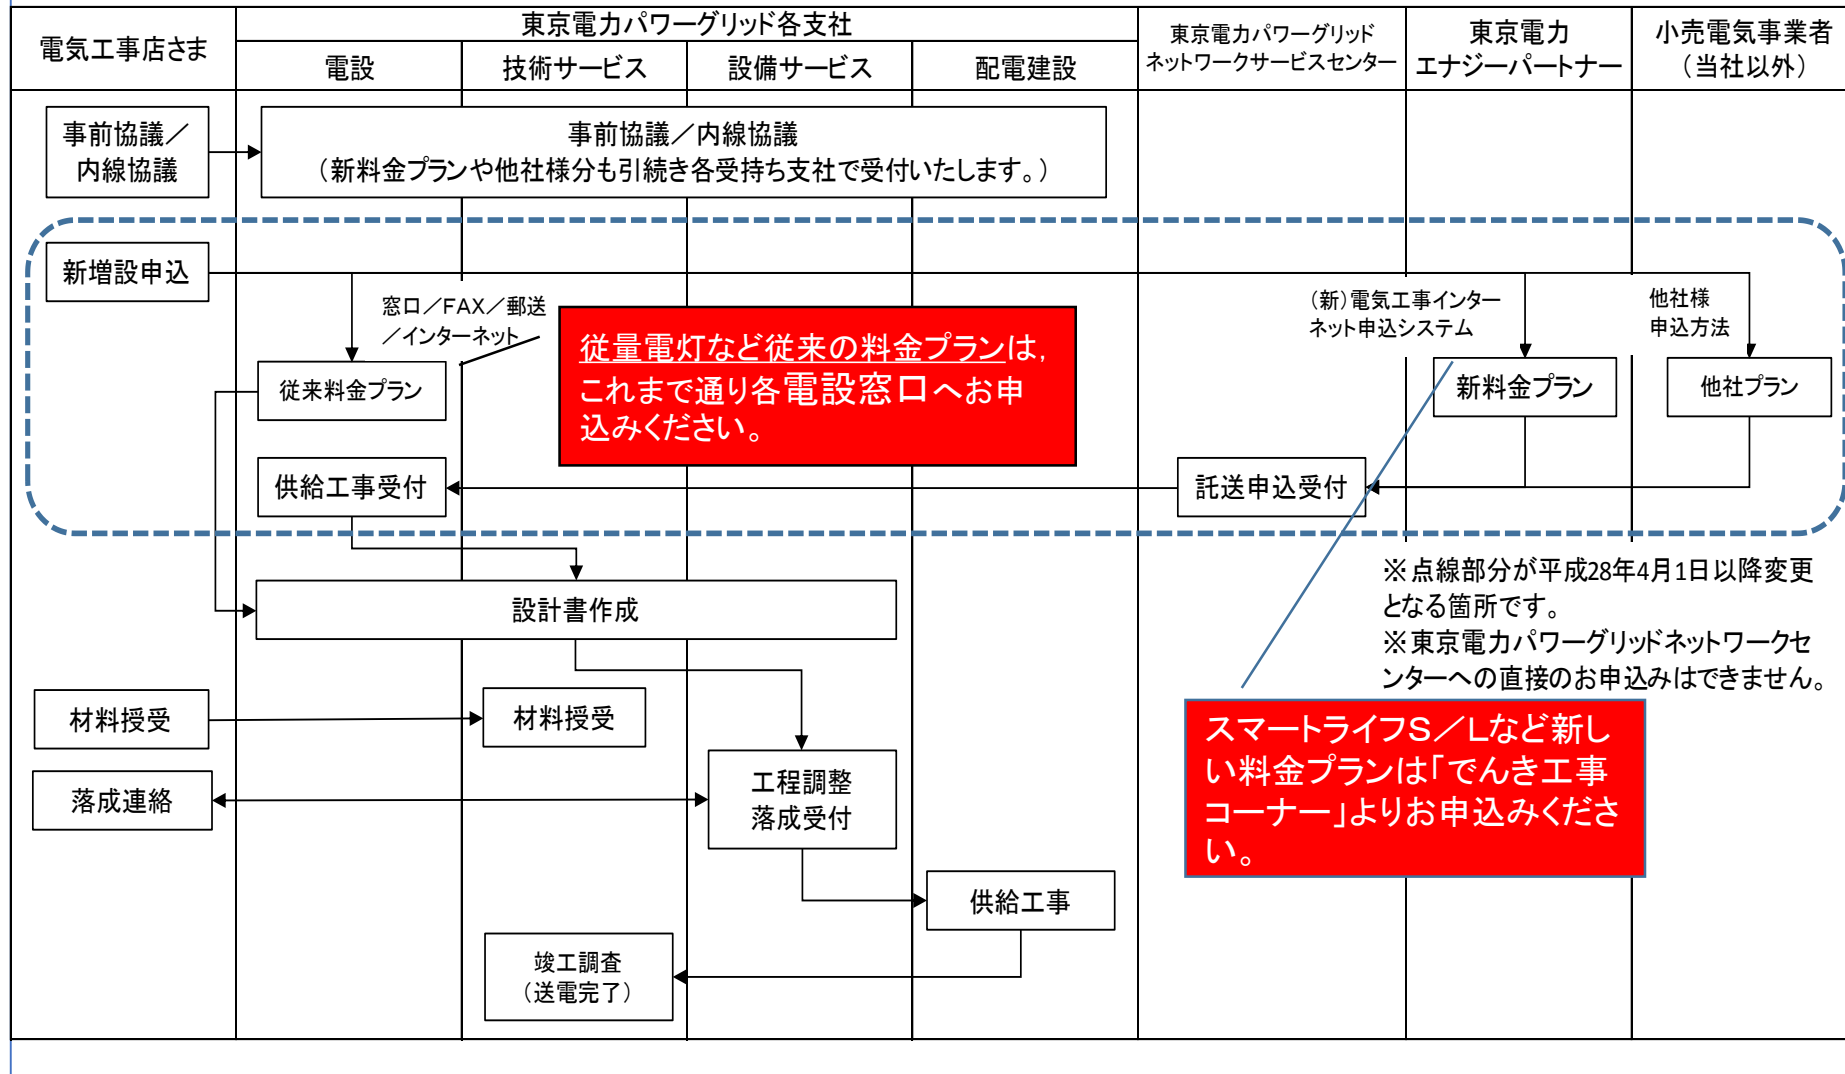 電気工事店さま
東京電力パワーグリッド各支社
電設
技術サービス
設備サービス
配電建設
東京電力パワーグリッド
ネットワークサービスセンター
東京電力
エナジーパートナー
小売電気事業者
（当社以外）
事前協議／
内線協議
事前協議／内線協議
（新料金プランや他社様分も引続き各受持ち支社で受付いたします。）
新増設申込
窓口／FAX／郵送
／インターネット
従量電灯など従来の料金プランは,
これまで通り各電設窓口へお申
込みください。
（新）電気工事インター
ネット申込システム
他社様
申込方法
従来料金プラン
新料金プラン
他社プラン
供給工事受付
託送申込受付
※点線部分が平成28年4月1日以降変更
となる箇所です。
※東京電力パワーグリッドネットワークセ
ンターへの直接のお申込みはできません。
設計書作成
材料授受
材料授受
スマートライフS／Lなど新し
い料金プランは「でんき工事
コーナー」よりお申込みくださ
い。
落成連絡
工程調整
落成受付
供給工事
竣工調査
（送電完了）